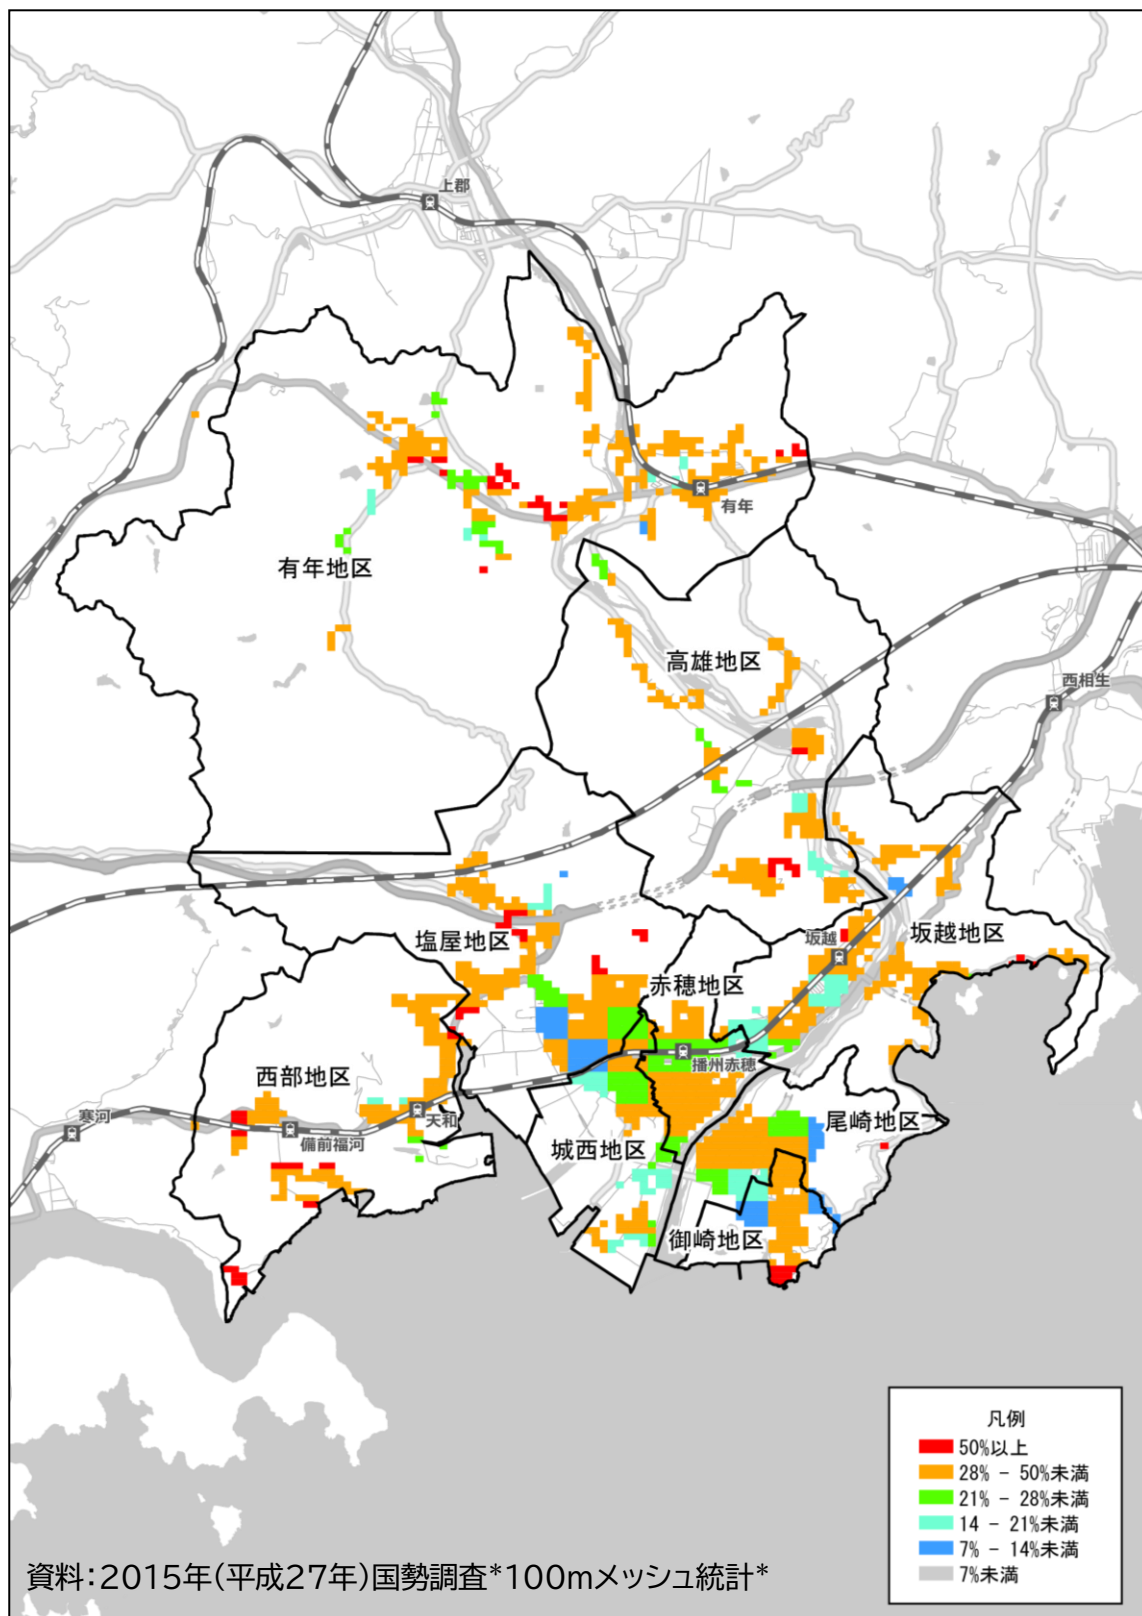 上郡
有年
有年地区
高雄地区
西相生
塩屋地区
坂越
坂越地区
赤穂地区
播州赤穂
西部地区
寒河
備前福河
天和
城西地区
尾崎地区
御崎地区
凡例
50%以上
28% - 50%未満
21% - 28%未満
14 - 21%未満
7% - 14%未満
7%未満
資料:2015年(平成27年)国勢調査*100mメッシュ統計*